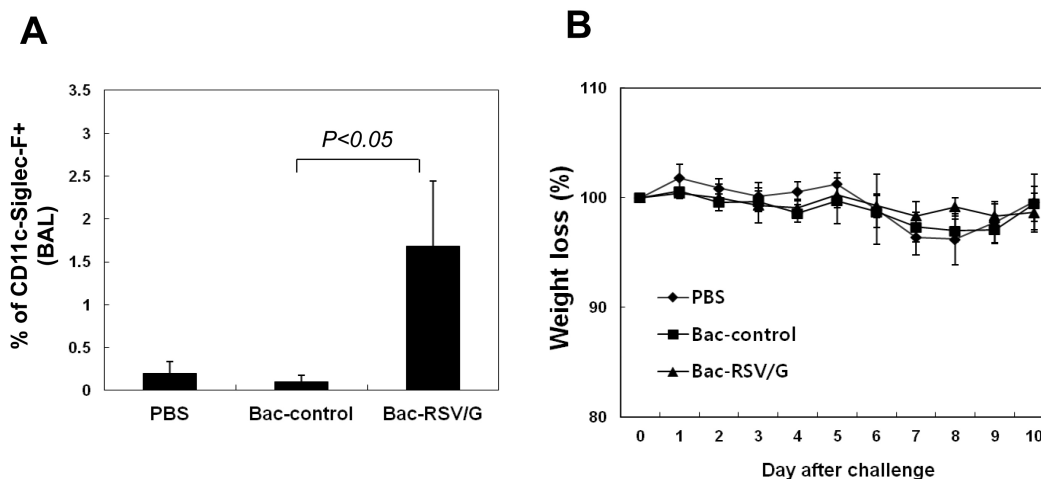 A
% of CD11c-Siglec-F+
(BAL)
3.5
3
2.5
2
1.5
1
0.5
0
P<0.05
PBS Bac-control Bac-RSV/G
B
Weight loss (%)
110
100
90
80
PBS
Bac-control
Bac-RSV/G
0 1 2 3 4 5 6 7 8 9 10
Day after challenge